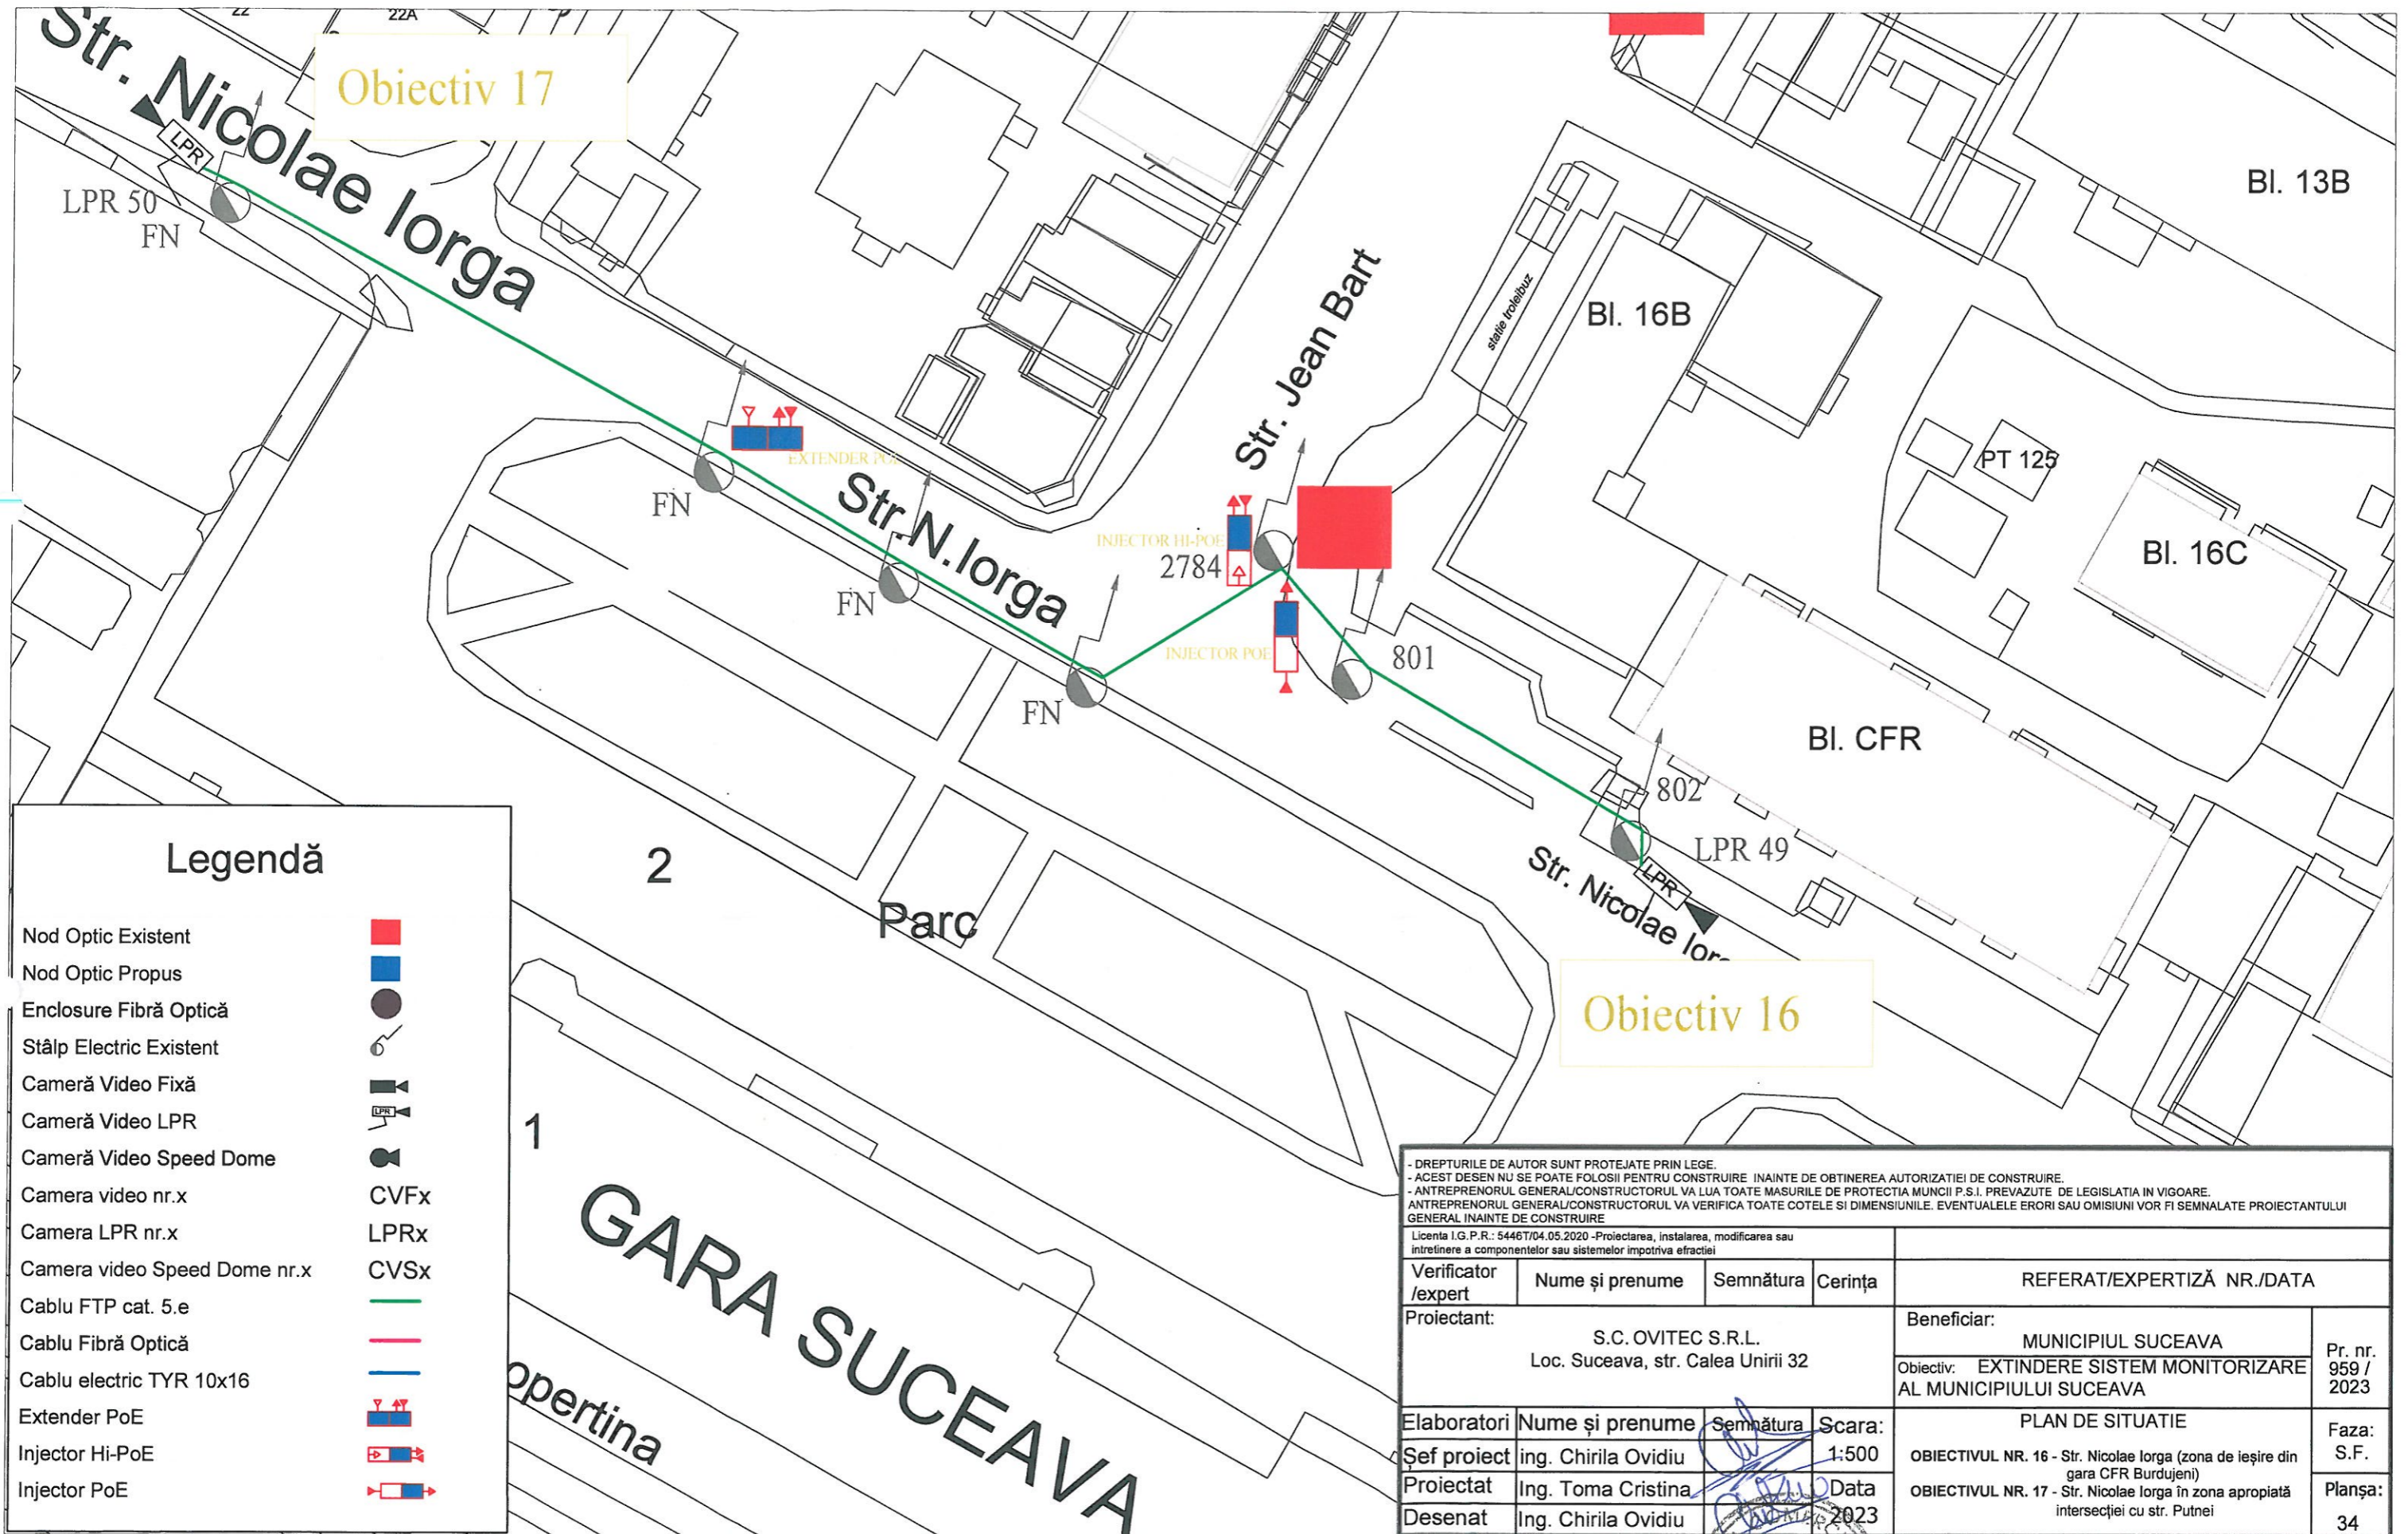 22
22A
Str. Nicolae Iorga
Obiectiv 17
LPR
LPR 50
FN
Bl. 13B
Str. Jean Bart
statie troleibuz
Bl. 16B
PT 125
Bl. 16C
EXTENDER POE
FN
Str.N.Iorga
FN
INJECTOR HI-POE
2784
INJECTOR POE
801
FN
Bl. CFR
802
LPR 49
LPR
Str. Nicolae Ior
Obiectiv 16
2
Parc
1
GARA SUCEAVA
opertina
Legendă
Nod Optic Existent
Nod Optic Propus
Enclosure Fibră Optică
Stâlp Electric Existent
Cameră Video Fixă
Cameră Video LPR
LPR
Cameră Video Speed Dome
Camera video nr.x CVFx
Camera LPR nr.x LPRx
Camera video Speed Dome nr.x CVSx
Cablu FTP cat. 5.e
Cablu Fibră Optică
Cablu electric TYR 10x16
Extender PoE
Injector Hi-PoE
Injector PoE
- DREPTURILE DE AUTOR SUNT PROTEJATE PRIN LEGE.
- ACEST DESEN NU SE POATE FOLOSII PENTRU CONSTRUIRE INAINTE DE OBTINEREA AUTORIZATIEI DE CONSTRUIRE.
- ANTREPRENORUL GENERAL/CONSTRUCTORUL VA LUA TOATE MASURILE DE PROTECTIA MUNCII P.S.I. PREVAZUTE DE LEGISLATIA IN VIGOARE.
ANTREPRENORUL GENERAL/CONSTRUCTORUL VA VERIFICA TOATE COTELE SI DIMENSIUNILE. EVENTUALELE ERORI SAU OMISIUNI VOR FI SEMNALATE PROIECTANTULUI
GENERAL INAINTE DE CONSTRUIRE
Licenta I.G.P.R.: 5446T/04.05.2020 -Proiectarea, instalarea, modificarea sau
intretinere a componentelor sau sistemelor impotriva efractiei
Verificator
/expert
Nume și prenume
Semnătura
Cerința
REFERAT/EXPERTIZĂ NR./DATA
Proiectant:
S.C. OVITEC S.R.L.
Loc. Suceava, str. Calea Unirii 32
Beneficiar:
MUNICIPIUL SUCEAVA
Obiectiv: EXTINDERE SISTEM MONITORIZARE
AL MUNICIPIULUI SUCEAVA
Pr. nr.
959 /
2023
Elaboratori Nume și prenume Semnătura Scara:
Șef proiect ing. Chirila Ovidiu 1:500
Proiectat Ing. Toma Cristina Data
Desenat Ing. Chirila Ovidiu 2023
PLAN DE SITUATIE
OBIECTIVUL NR. 16 - Str. Nicolae Iorga (zona de ieșire din
gara CFR Burdujeni)
OBIECTIVUL NR. 17 - Str. Nicolae Iorga în zona apropiată
intersecției cu str. Putnei
Faza:
S.F.
Planșa:
34